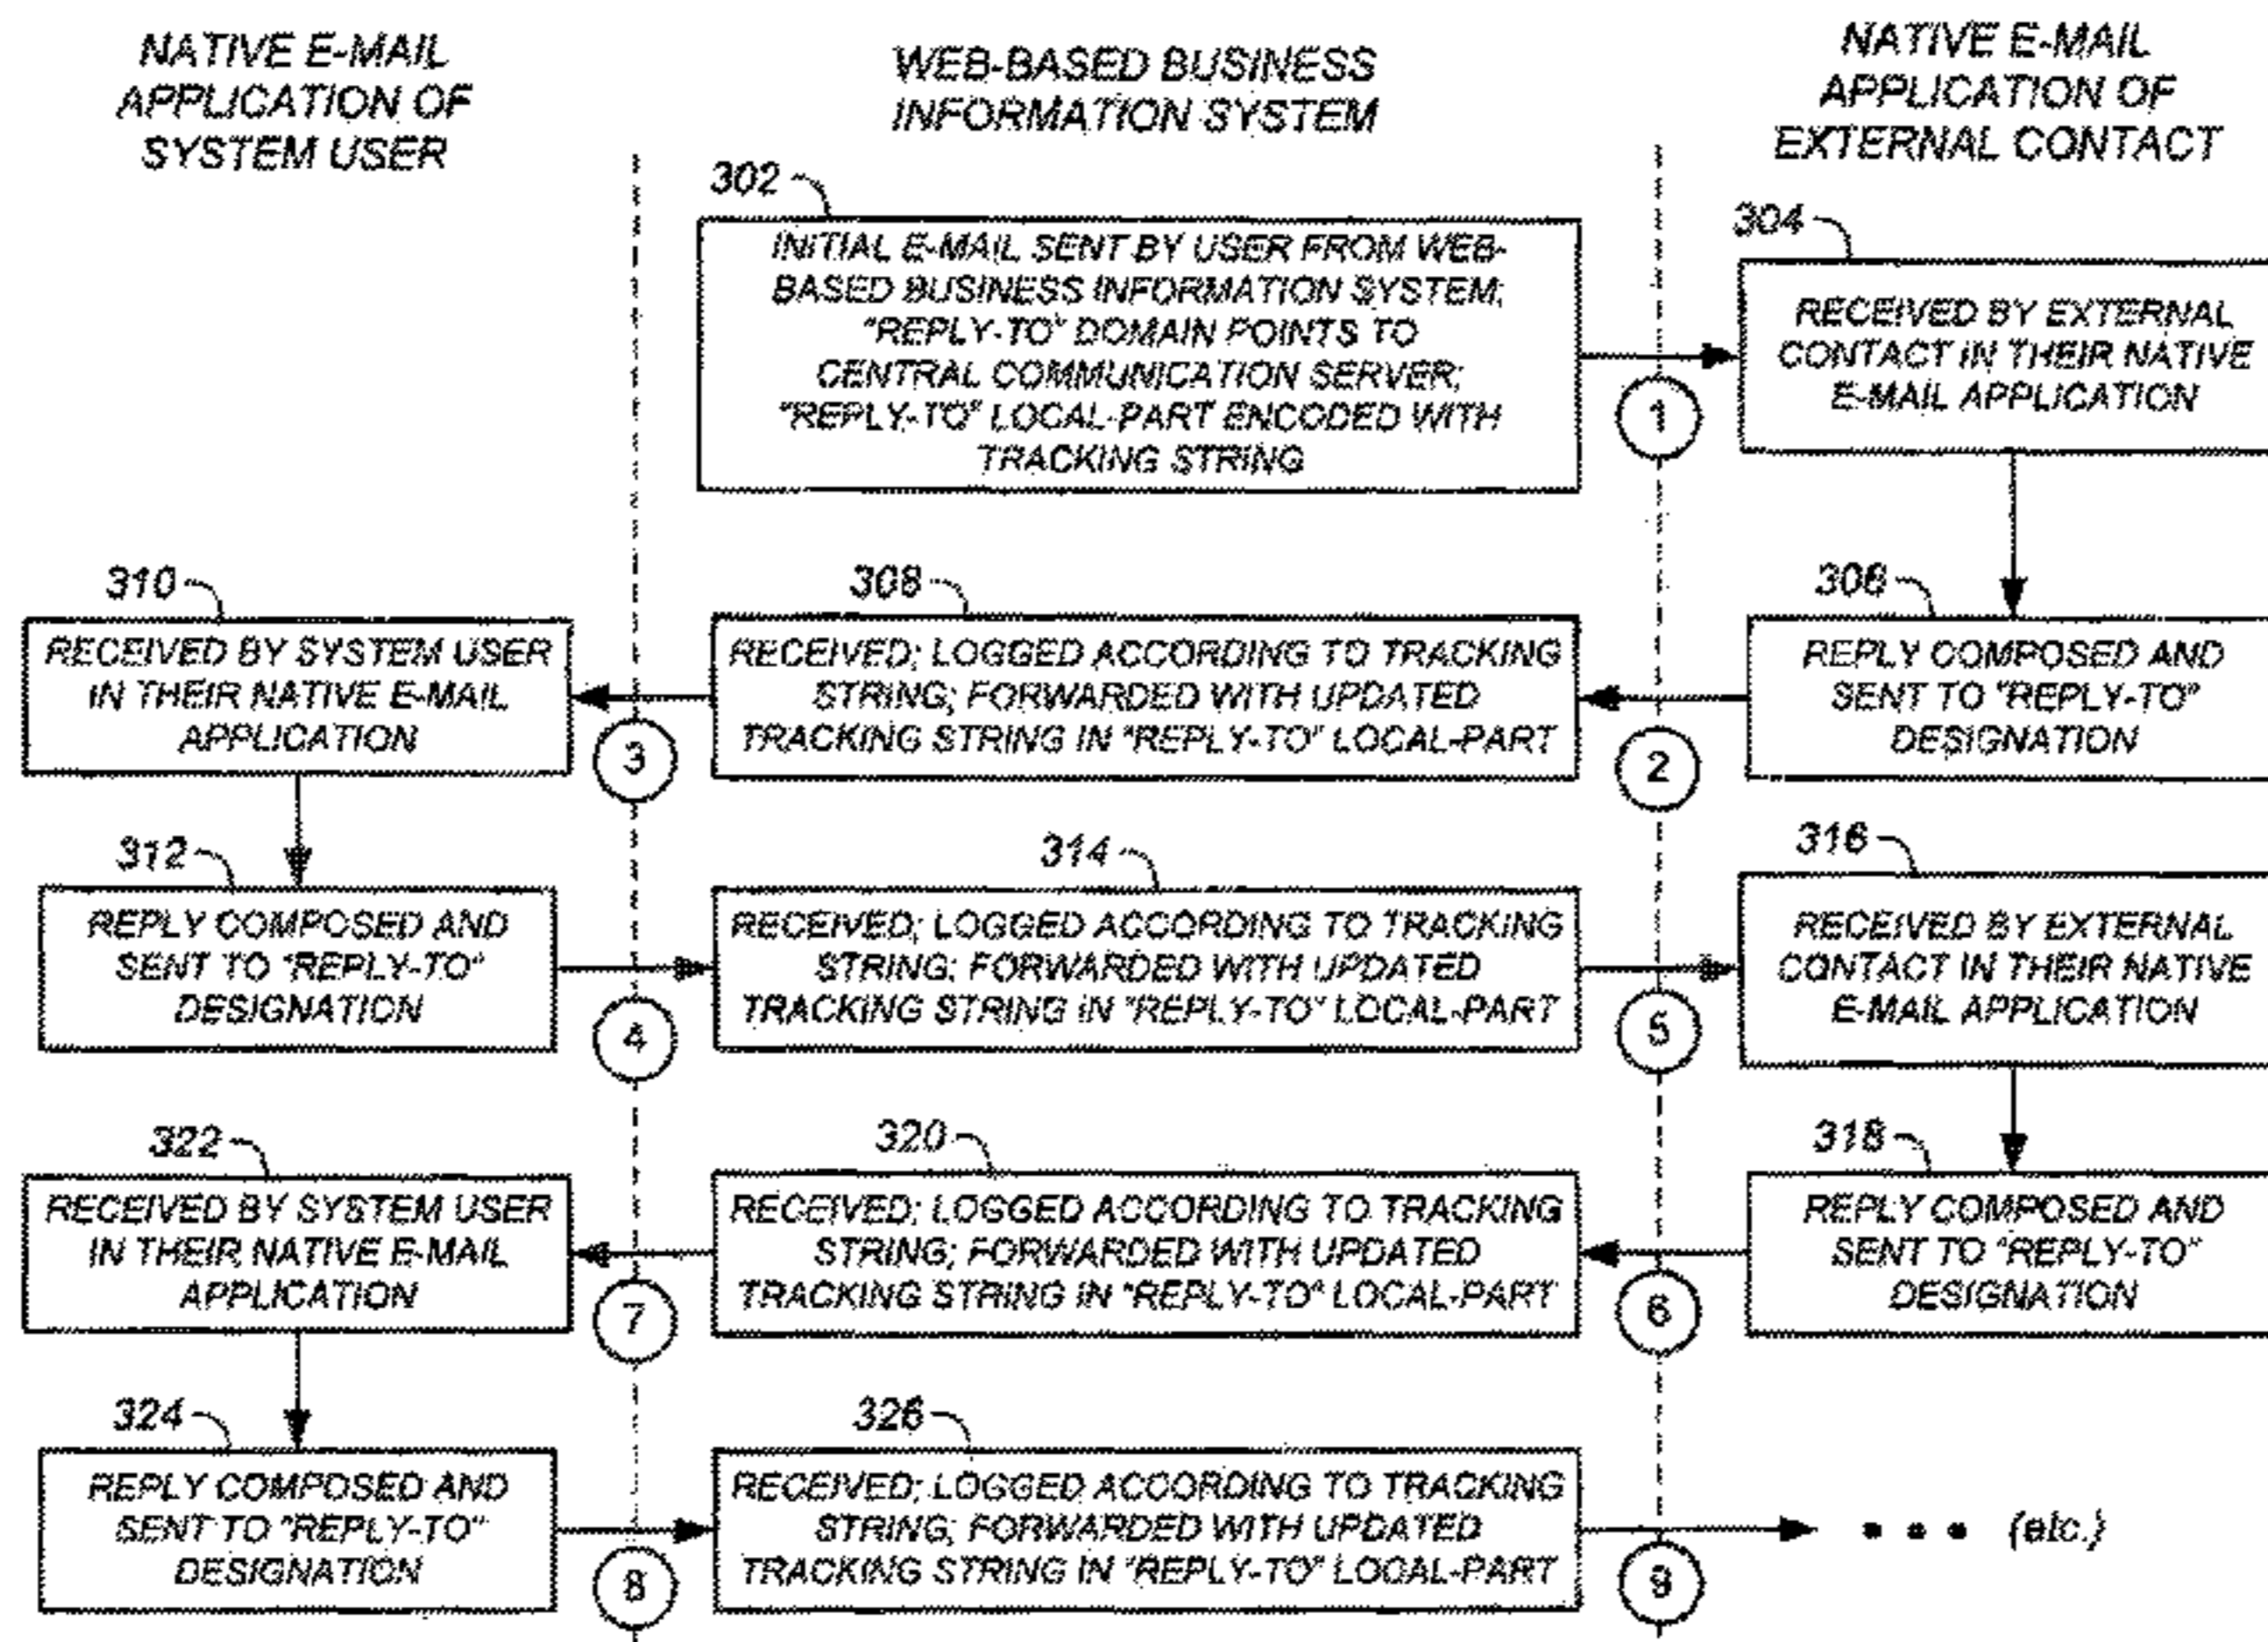 NATIVE E-MAIL
APPLICATION OF
SYSTEM USER
WEB-BASED BUSINESS
INFORMATION SYSTEM
NATIVE E-MAIL
APPLICATION OF
EXTERNAL CONTACT
302
INITIAL E-MAIL SENT BY USER FROM WEB-
BASED BUSINESS INFORMATION SYSTEM;
"REPLY-TO" DOMAIN POINTS TO
CENTRAL COMMUNICATION SERVER;
"REPLY-TO" LOCAL-PART ENCODED WITH
TRACKING STRING
1
304
RECEIVED BY EXTERNAL
CONTACT IN THEIR NATIVE
E-MAIL APPLICATION
310
RECEIVED BY SYSTEM USER
IN THEIR NATIVE E-MAIL
APPLICATION
3
308
RECEIVED; LOGGED ACCORDING TO TRACKING
STRING; FORWARDED WITH UPDATED
TRACKING STRING IN "REPLY-TO" LOCAL-PART
2
306
REPLY COMPOSED AND
SENT TO "REPLY-TO"
DESIGNATION
312
REPLY COMPOSED AND
SENT TO "REPLY-TO"
DESIGNATION
4
314
RECEIVED; LOGGED ACCORDING TO TRACKING
STRING; FORWARDED WITH UPDATED
TRACKING STRING IN "REPLY-TO" LOCAL-PART
5
316
RECEIVED BY EXTERNAL
CONTACT IN THEIR NATIVE
E-MAIL APPLICATION
322
RECEIVED BY SYSTEM USER
IN THEIR NATIVE E-MAIL
APPLICATION
7
320
RECEIVED; LOGGED ACCORDING TO TRACKING
STRING; FORWARDED WITH UPDATED
TRACKING STRING IN "REPLY-TO" LOCAL-PART
6
318
REPLY COMPOSED AND
SENT TO "REPLY-TO"
DESIGNATION
324
REPLY COMPOSED AND
SENT TO "REPLY-TO"
DESIGNATION
8
326
RECEIVED; LOGGED ACCORDING TO TRACKING
STRING; FORWARDED WITH UPDATED
TRACKING STRING IN "REPLY-TO" LOCAL-PART
9
• • • (etc.)